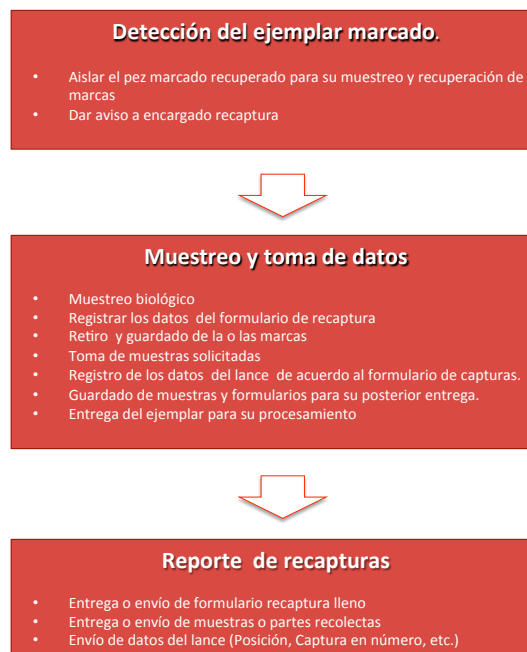 Detección del ejemplar marcado.
• Aislar el pez marcado recuperado para su muestreo y recuperación de
marcas
• Dar aviso a encargado recaptura
Muestreo y toma de datos
• Muestreo biológico
• Registrar los datos del formulario de recaptura
• Retiro y guardado de la o las marcas
• Toma de muestras solicitadas
• Registro de los datos del lance de acuerdo al formulario de capturas.
• Guardado de muestras y formularios para su posterior entrega.
• Entrega del ejemplar para su procesamiento
Reporte de recapturas
• Entrega o envío de formulario recaptura lleno
• Entrega o envío de muestras o partes recolectas
• Envío de datos del lance (Posición, Captura en número, etc.)